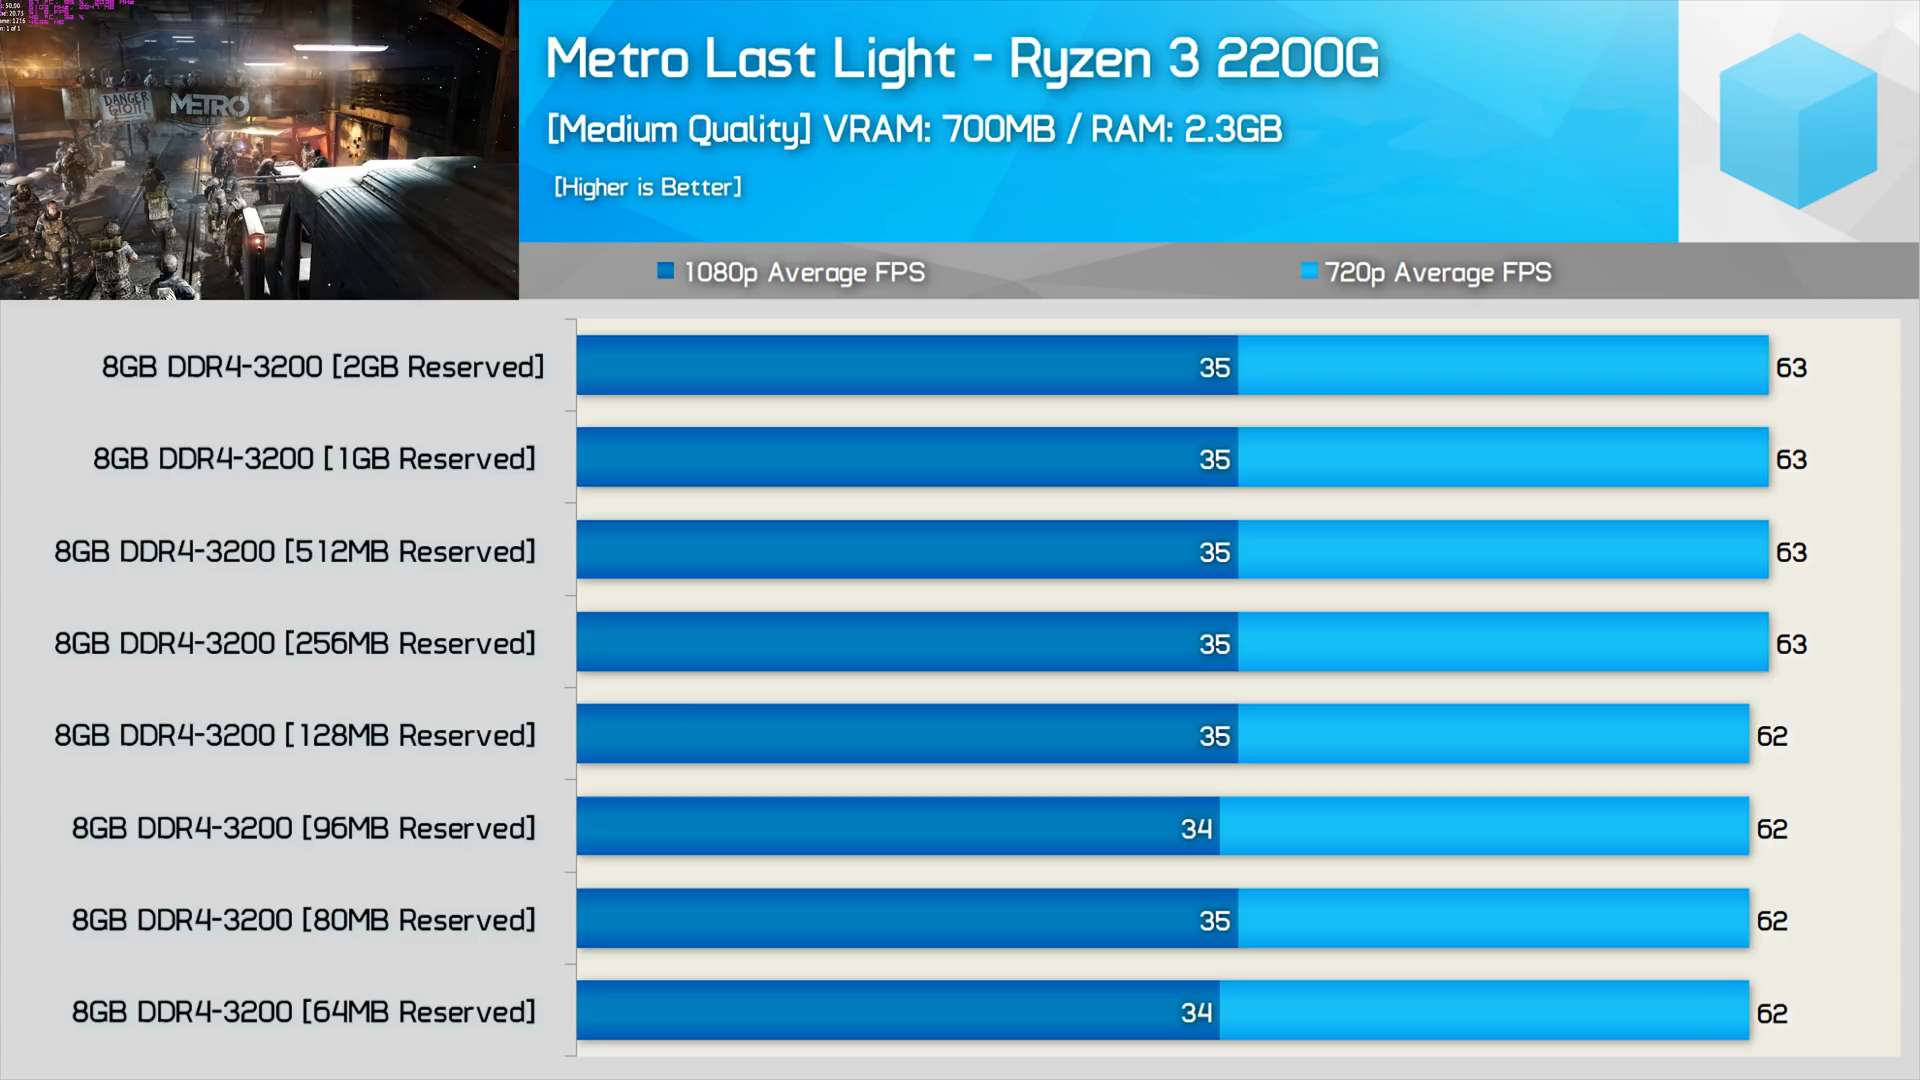 DANGER
METRO
Metro Last Light - Ryzen 3 2200G
[Medium Quality] VRAM: 700MB / RAM: 2.3GB
[Higher is Better]
1080p Average FPS 720p Average FPS
8GB DDR4-3200 [2GB Reserved] 35 63
8GB DDR4-3200 [1GB Reserved] 35 63
8GB DDR4-3200 [512MB Reserved] 35 63
8GB DDR4-3200 [256MB Reserved] 35 63
8GB DDR4-3200 [128MB Reserved] 35 62
8GB DDR4-3200 [96MB Reserved] 34 62
8GB DDR4-3200 [80MB Reserved] 35 62
8GB DDR4-3200 [64MB Reserved] 34 62